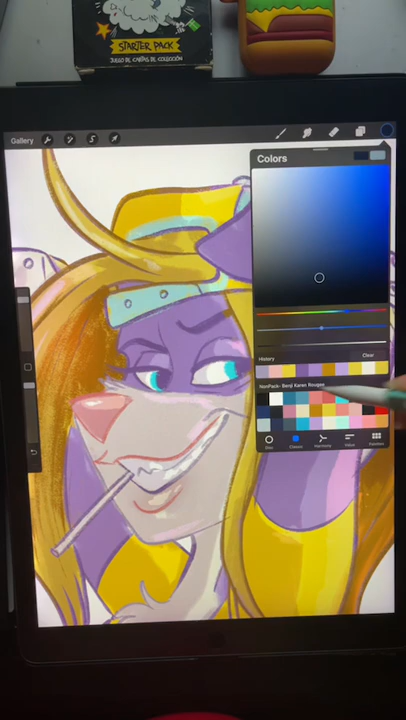 STARTER PACK
JUEGO DE CARTAS DE COLECCIÓN
Gallery
Colors
History
Clear
NonPack- Benji Karen Rouges
Disc
Classic
Harmony
Value
Palettes